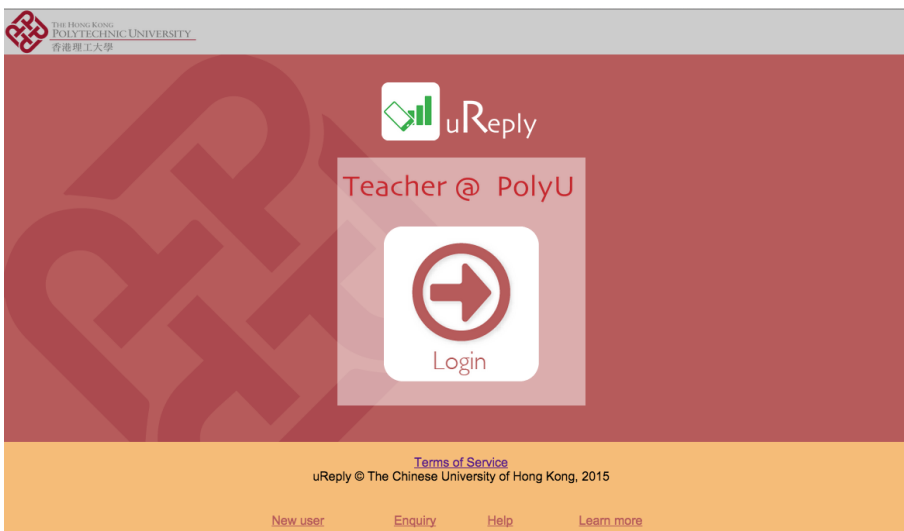 THE HONG KONG
POLYTECHNIC UNIVERSITY
香港理工大學
uReply
Teacher @ PolyU
Login
Terms of Service
uReply © The Chinese University of Hong Kong, 2015
New user Enquiry Help Learn more